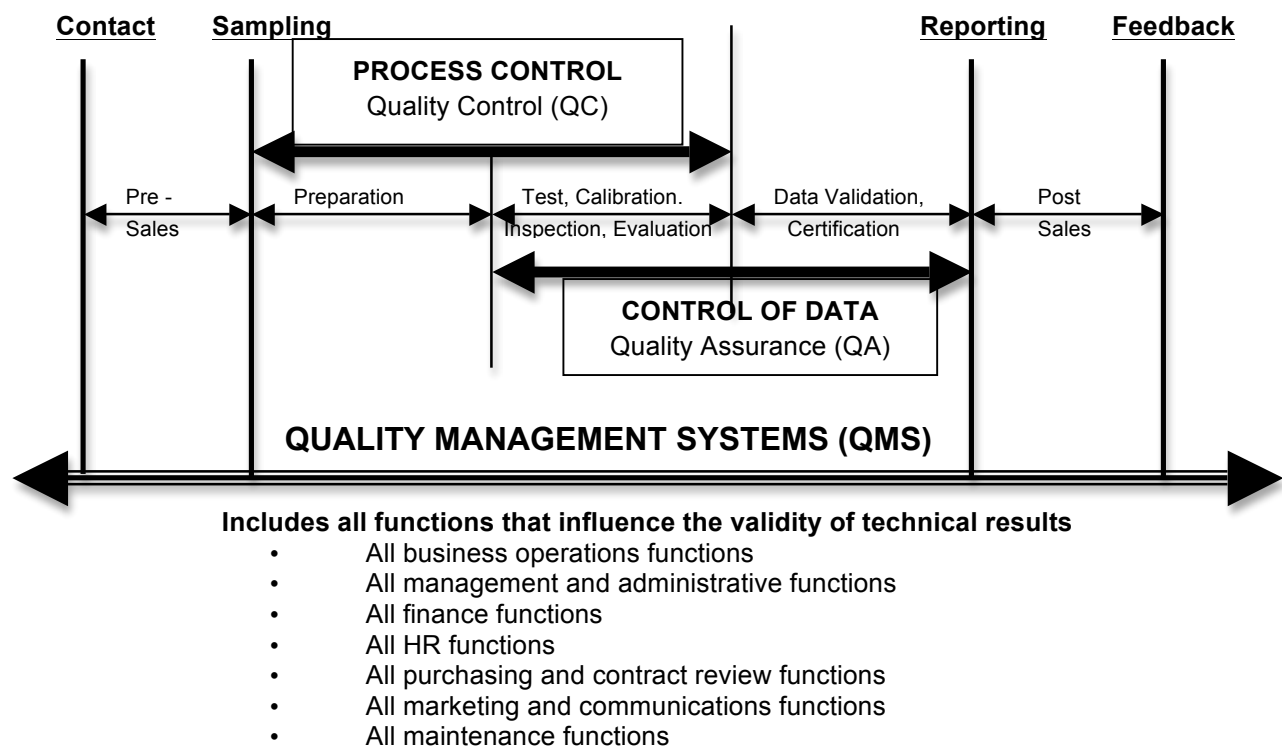 Contact Sampling Reporting Feedback
PROCESS CONTROL
Quality Control (QC)
Pre - Preparation Test, Calibration. Data Validation, Post
Sales Inspection, Evaluation Certification Sales
CONTROL OF DATA
Quality Assurance (QA)
QUALITY MANAGEMENT SYSTEMS (QMS)
Includes all functions that influence the validity of technical results
• All business operations functions
• All management and administrative functions
• All finance functions
• All HR functions
• All purchasing and contract review functions
• All marketing and communications functions
• All maintenance functions